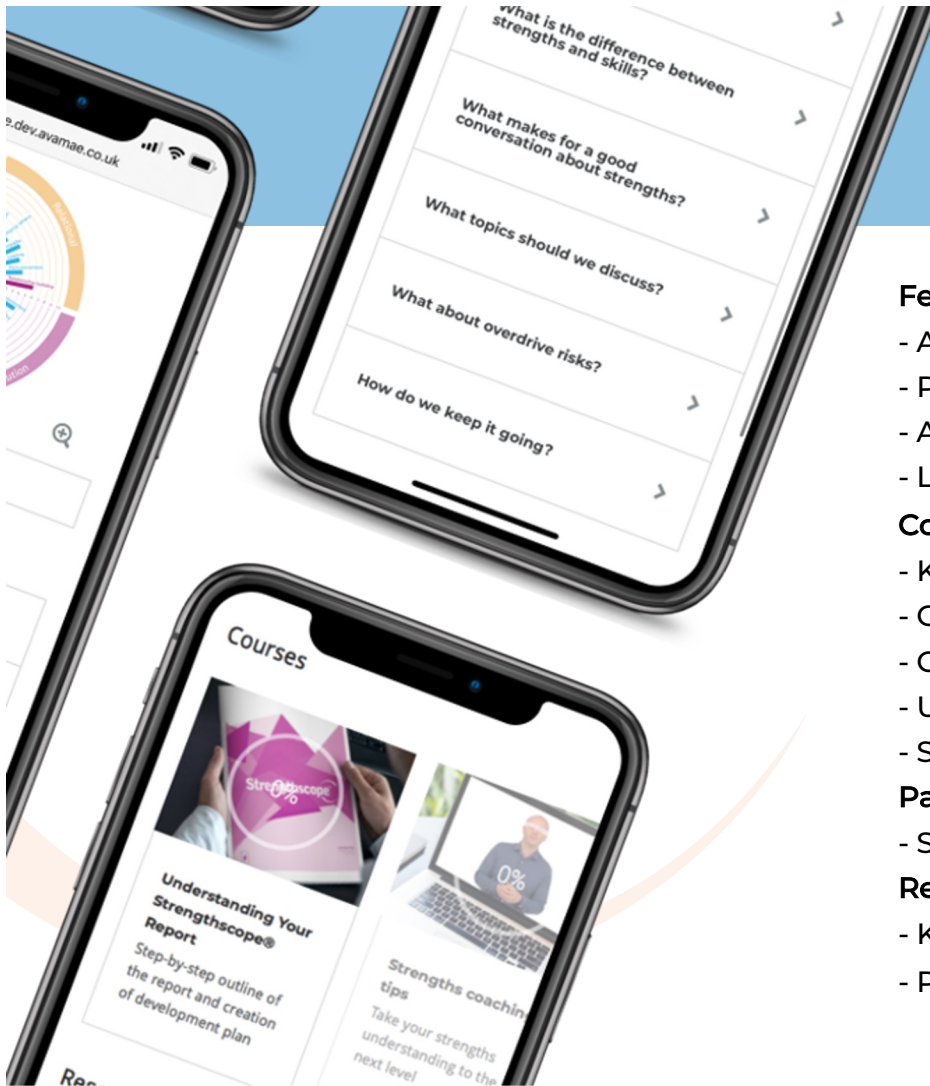 What is the difference between
strengths and skills?
What makes for a good
conversation about strengths?
What topics should we discuss?
What about overdrive risks?
How do we keep it going?
e.dev.avamae.co.uk
Relational
ution
Courses
Strengthscope
0%
Understanding Your
Strengthscope®
Report
Step-by-step outline of
the report and creation
of development plan
0%
Strengths coaching
tips
Take your strengths
understanding to the
next level
Fe
- A
- P
- A
- L
Co
- K
- U
- S
Pa
- S
Re
- K
- P